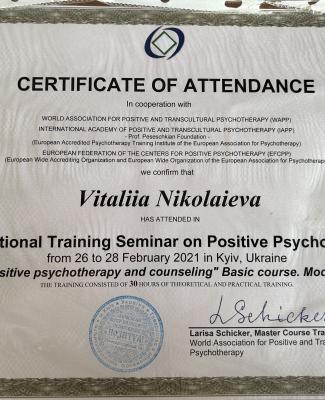 CERTIFICATE OF ATTENDANCE
In cooperation with
WORLD ASSOCIATION FOR POSITIVE AND TRANSCULTURAL PSYCHOTHERAPY (WAPP)
INTERNATIONAL ACADEMY OF POSITIVE AND TRANSCULTURAL PSYCHOTHERAPY (IAPP)
- Prof. Peseschkian Foundation -
(European Accredited Psychotherapy Training Institute of the European Association for Psychotherapy)
EUROPEAN FEDERATION OF THE CENTERS FOR POSITIVE PSYCHOTHERAPY (EFCPP)
(European Wide Accrediting Organization and European Wide Organization of the European Association for Psychotherap
we confirm that
Vitaliia Nikolaieva
HAS ATTENDED IN
tional Training Seminar on Positive Psycho
from 26 to 28 February 2021 in Kyiv, Ukraine
sitive psychotherapy and counseling" Basic course. Mod
THE TRAINING CONSISTED OF 30 HOURS OF THEORETICAL AND PRACTICAL TRAINING.
LSchicker
Larisa Schicker, Master Course Tra
World Association for Positive and Tran
Psychotherapy